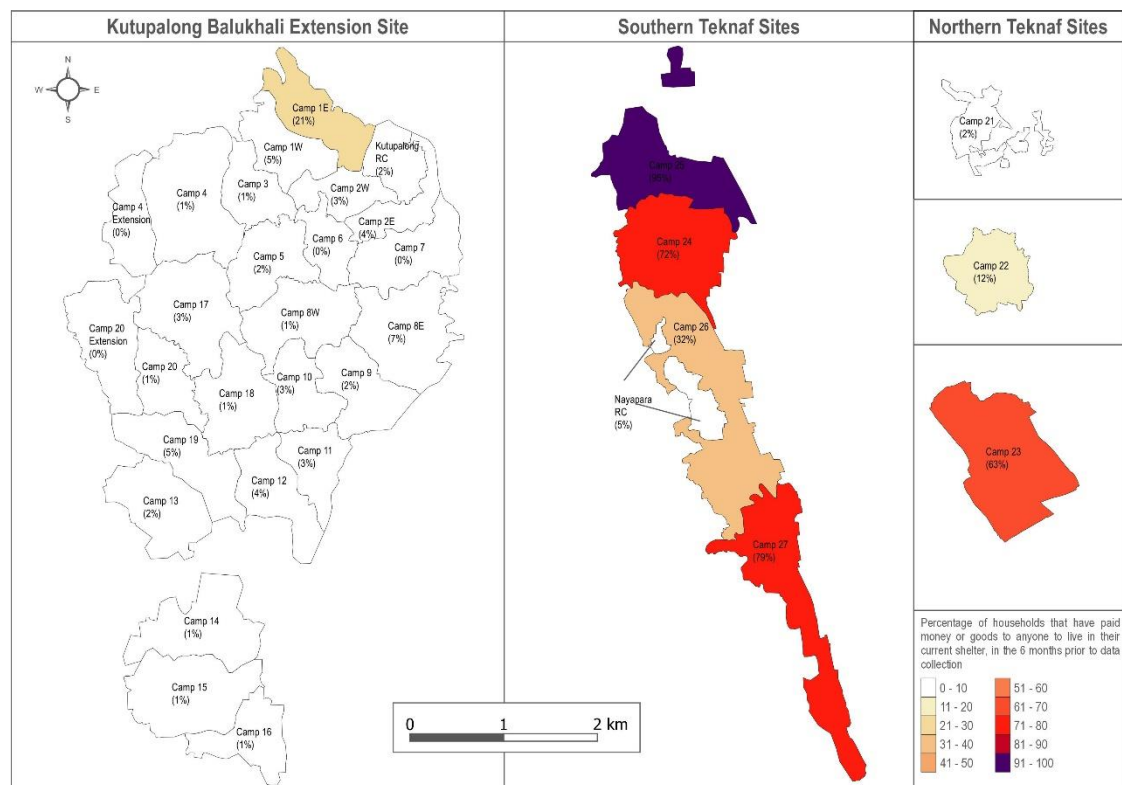 Kutupalong Balukhali Extension Site
Southern Teknaf Sites
Northern Teknaf Sites
N
W
E
S
Camp 1E
(21%)
Camp 1W
(5%)
Kutupalong
RC
(2%)
Camp 3
(1%)
Camp 4
(1%)
Camp 2W
(3%)
Camp 4
Extension
(0%)
Camp 2E
(4%)
Camp 6
(0%)
Camp 5
(2%)
Camp 7
(0%)
Camp 17
(3%)
Camp 8W
(1%)
Camp 8E
(7%)
Camp 20
Extension
(0%)
Camp 20
(1%)
Camp 18
(1%)
Camp 10
(3%)
Camp 9
(2%)
Camp 19
(5%)
Camp 11
(3%)
Camp 12
(4%)
Camp 13
(2%)
Camp 14
(1%)
Camp 15
(1%)
Camp 16
(1%)
Camp 25
(95%)
Camp 24
(72%)
Camp 26
(32%)
Nayapara
RC
(5%)
Camp 27
(79%)
0 1 2 km
Camp 21
(2%)
Camp 22
(12%)
Camp 23
(63%)
Percentage of households that have paid
money or goods to anyone to live in their
current shelter, in the 6 months prior to data
collection
0 - 10
11 - 20
21 - 30
31 - 40
41 - 50
51 - 60
61 - 70
71 - 80
81 - 90
91 - 100